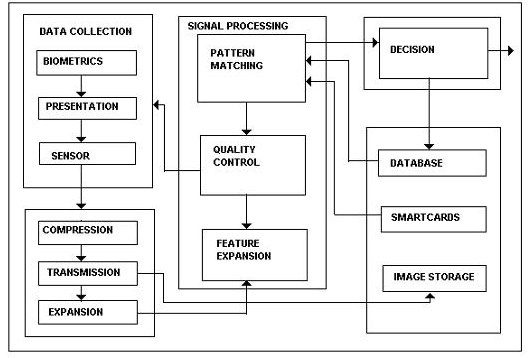 DATA COLLECTION
BIOMETRICS
PRESENTATION
SENSOR
COMPRESSION
TRANSMISSION
EXPANSION
SIGNAL PROCESSING
PATTERN
MATCHING
QUALITY
CONTROL
FEATURE
EXPANSION
DECISION
DATABASE
SMARTCARDS
IMAGE STORAGE